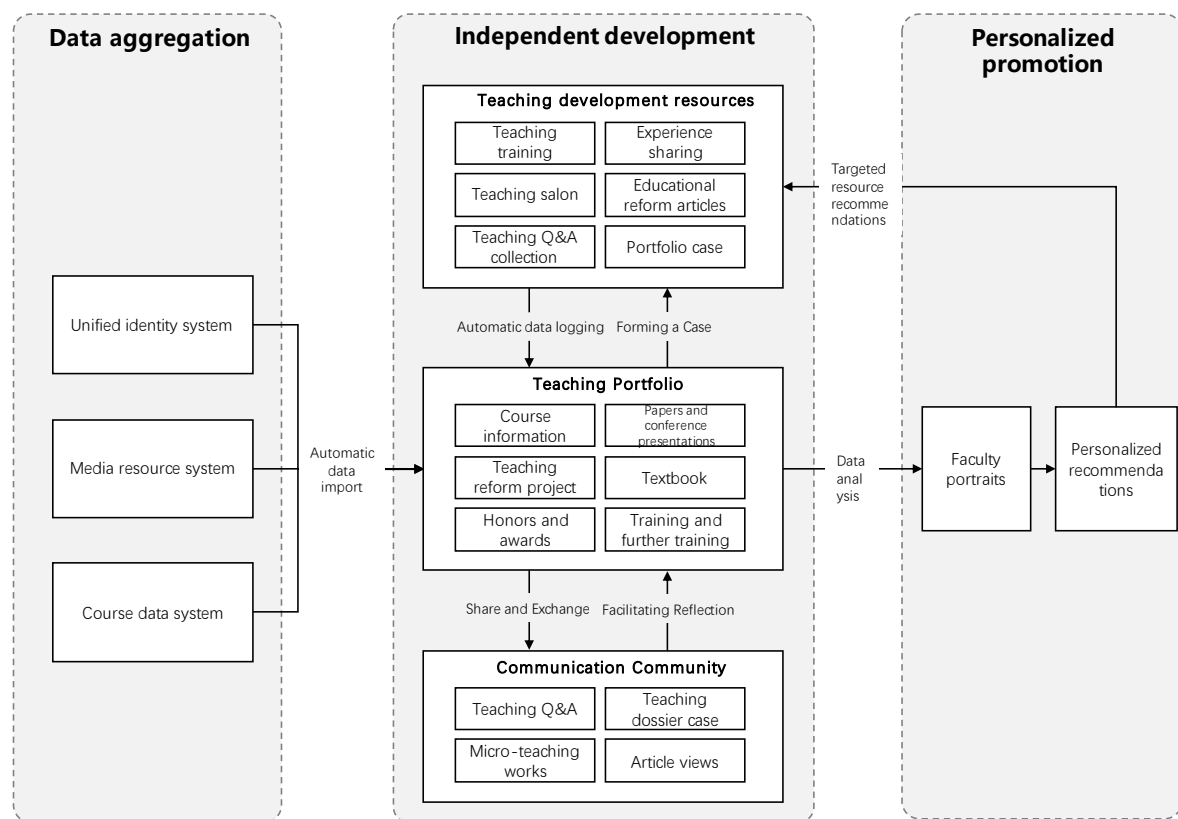 Data aggregation
Unified identity system
Media resource system
Course data system
Automatic
data
import
Independent development
Teaching development resources
Teaching
training
Experience
sharing
Teaching salon
Educational
reform articles
Teaching Q&A
collection
Portfolio case
Automatic data logging
Forming a Case
Teaching Portfolio
Course
information
Papers and
conference
presentations
Teaching
reform project
Textbook
Honors and
awards
Training and
further training
Share and Exchange
Facilitating Reflection
Communication Community
Teaching Q&A
Teaching
dossier case
Micro-teaching
works
Article views
Personalized
promotion
Targeted
resource
recomme
ndations
Data
anal
ysis
Faculty
portraits
Personalized
recommenda
tions